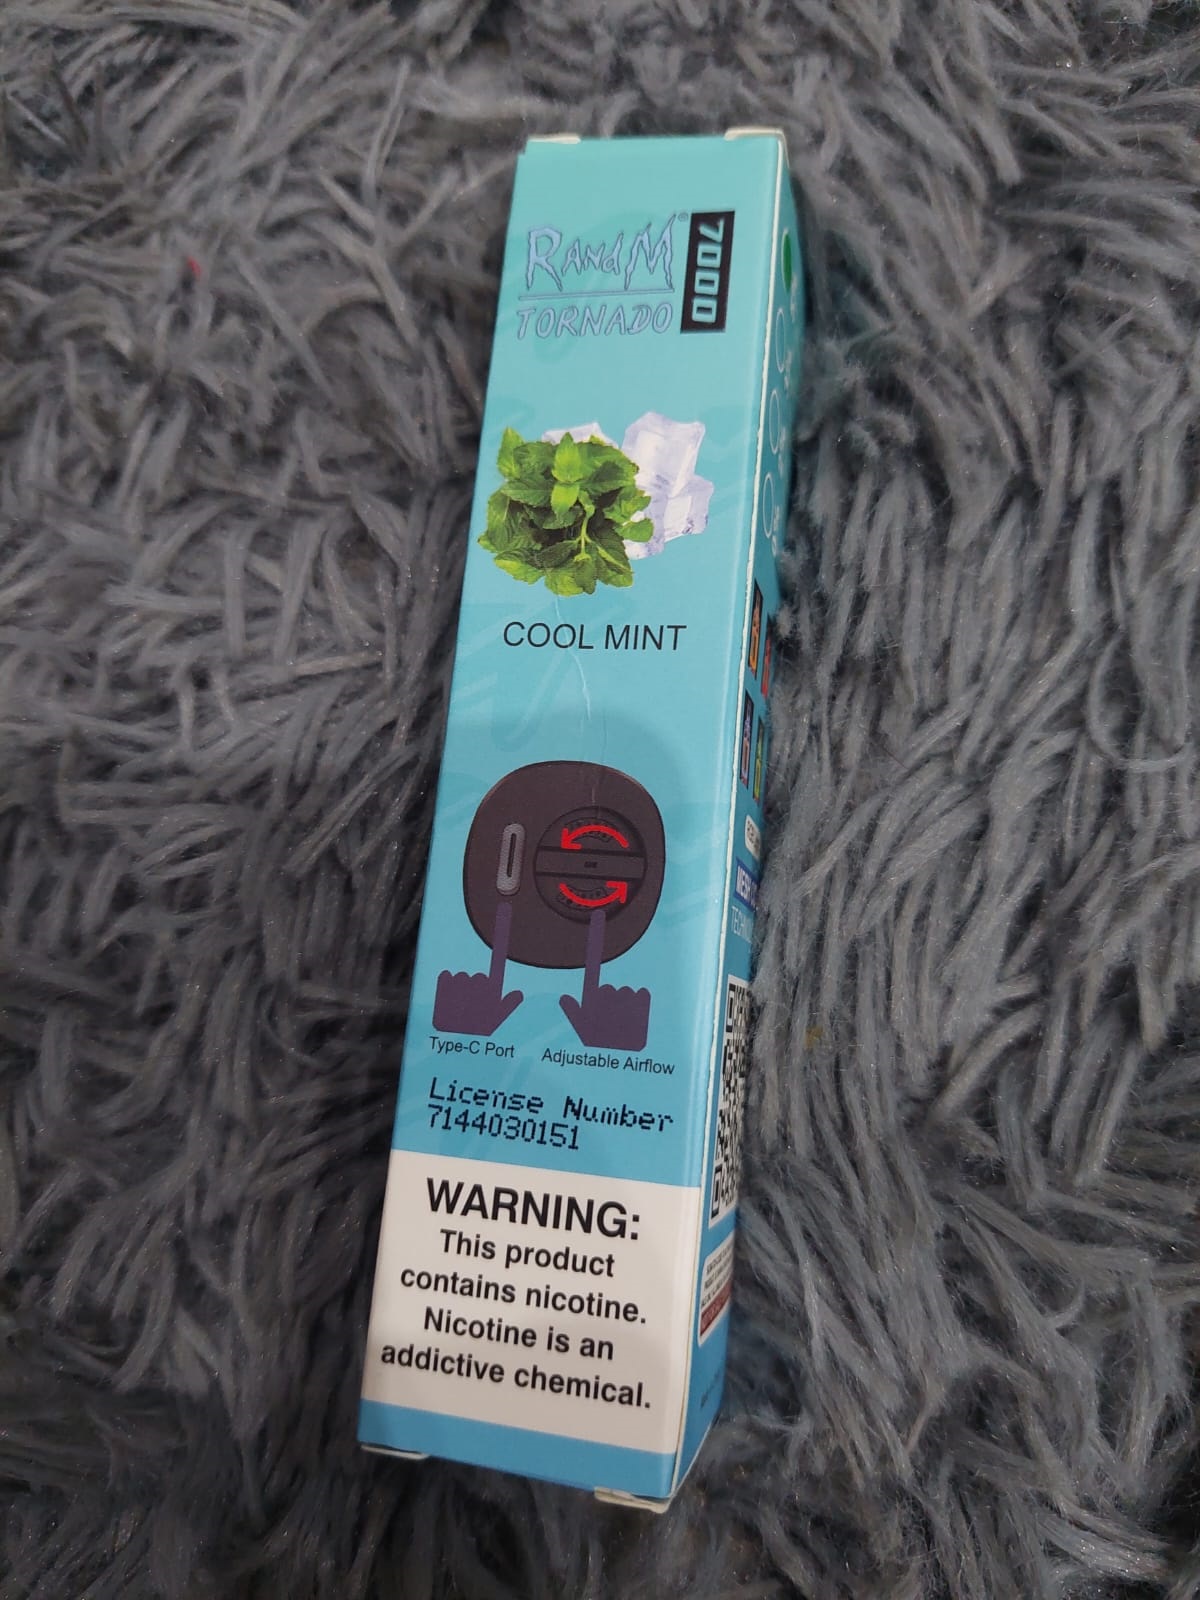 RAndM®
TORNADO
7000
COOL MINT
Type-C Port
Adjustable Airflow
License Number
7144030151
WARNING:
This product
contains nicotine.
Nicotine is an
addictive chemical.